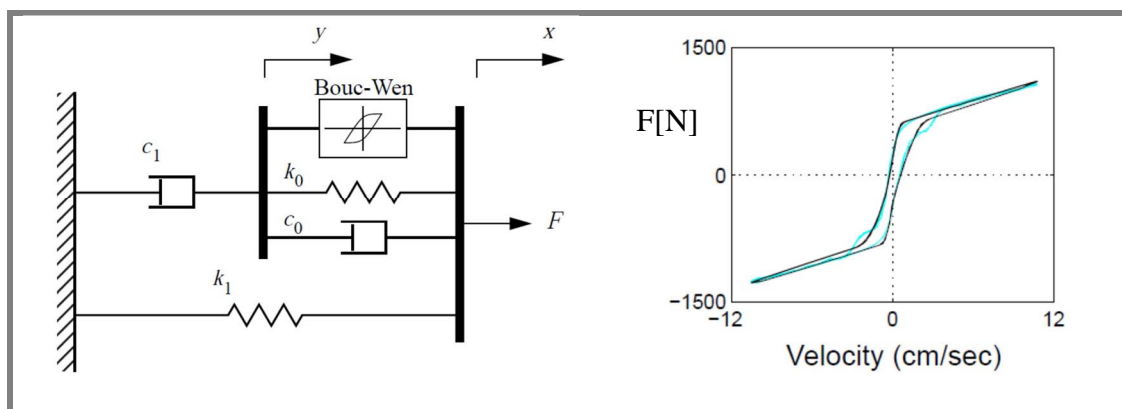 y
x
Bouc-Wen
c1
k0
c0
F
k1
1500
F[N]
0
−1500
−12
0
12
Velocity (cm/sec)